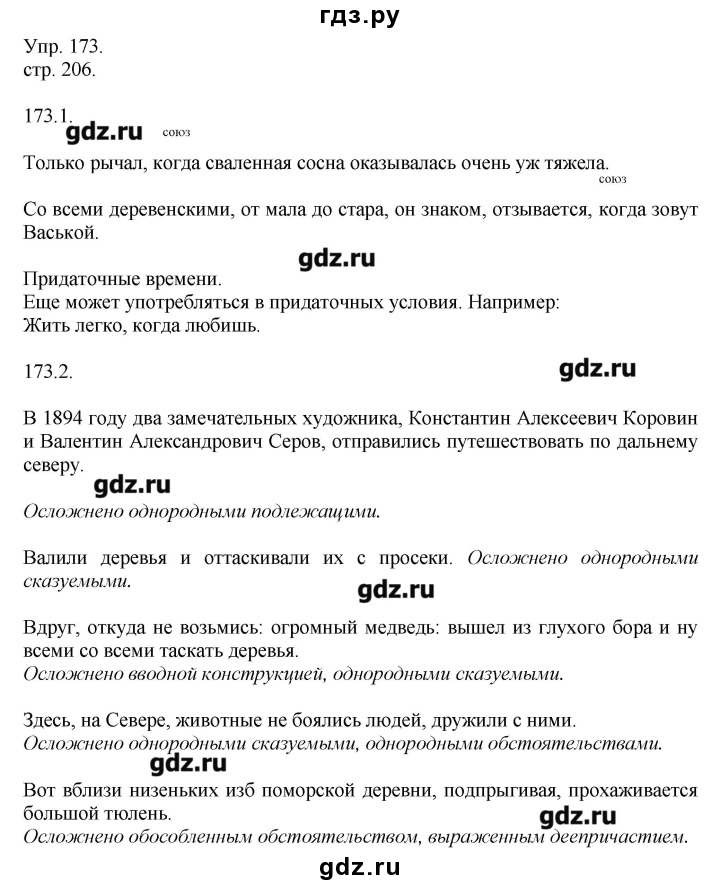 гдз.ру
Упр. 173.
стр. 206.
173.1.
gdz.ru союз
Только рычал, когда сваленная сосна оказывалась очень уж тяжела.
союз
Со всеми деревенскими, от мала до стара, он знаком, отзывается, когда зовут
Васькой.
gdz.ru
Придаточные времени.
Еще может употребляться в придаточных условия. Например:
Жить легко, когда любишь.
173.2.
gdz.ru
В 1894 году два замечательных художника, Константин Алексеевич Коровин
и Валентин Александрович Серов, отправились путешествовать по дальнему
северу.
gdz.ru
Осложнено однородными подлежащими.
Валили деревья и оттаскивали их с просеки. Осложнено однородными
сказуемыми.
gdz.ru
Вдруг, откуда не возьмись: огромный медведь: вышел из глухого бора и ну
всеми со всеми таскать деревья.
Осложнено вводной конструкцией, однородными сказуемыми.
Здесь, на Севере, животные не боялись людей, дружили с ними.
Осложнено однородными сказуемыми, однородными обстоятельствами.
gdz.ru
Вот вблизи низеньких изб поморской деревни, подпрыгивая, прохаживается
большой тюлень.
gdz.ru
Осложнено обособленным обстоятельством, выраженным деепричастием.
gdz.ru